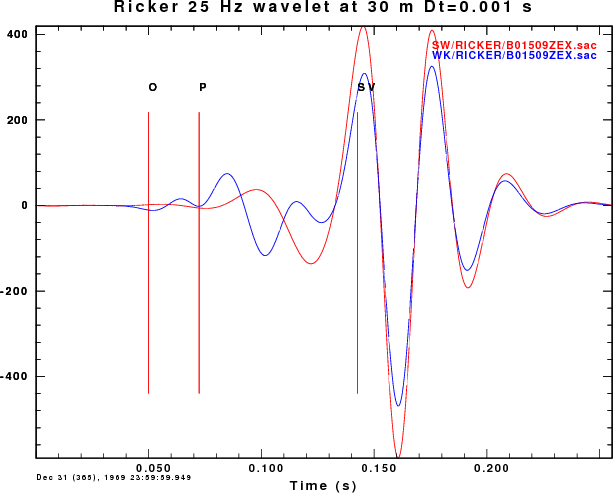 Ricker 25 Hz wavelet at 30 m Dt=0.001 s
400
SW/RICKER/B01509ZEX.sac
WK/RICKER/B01509ZEX.sac
O P SV
200
0
-200
-400
0.050 0.100 0.150 0.200
Dec 31 (365), 1969 23:59:59.949
Time (s)